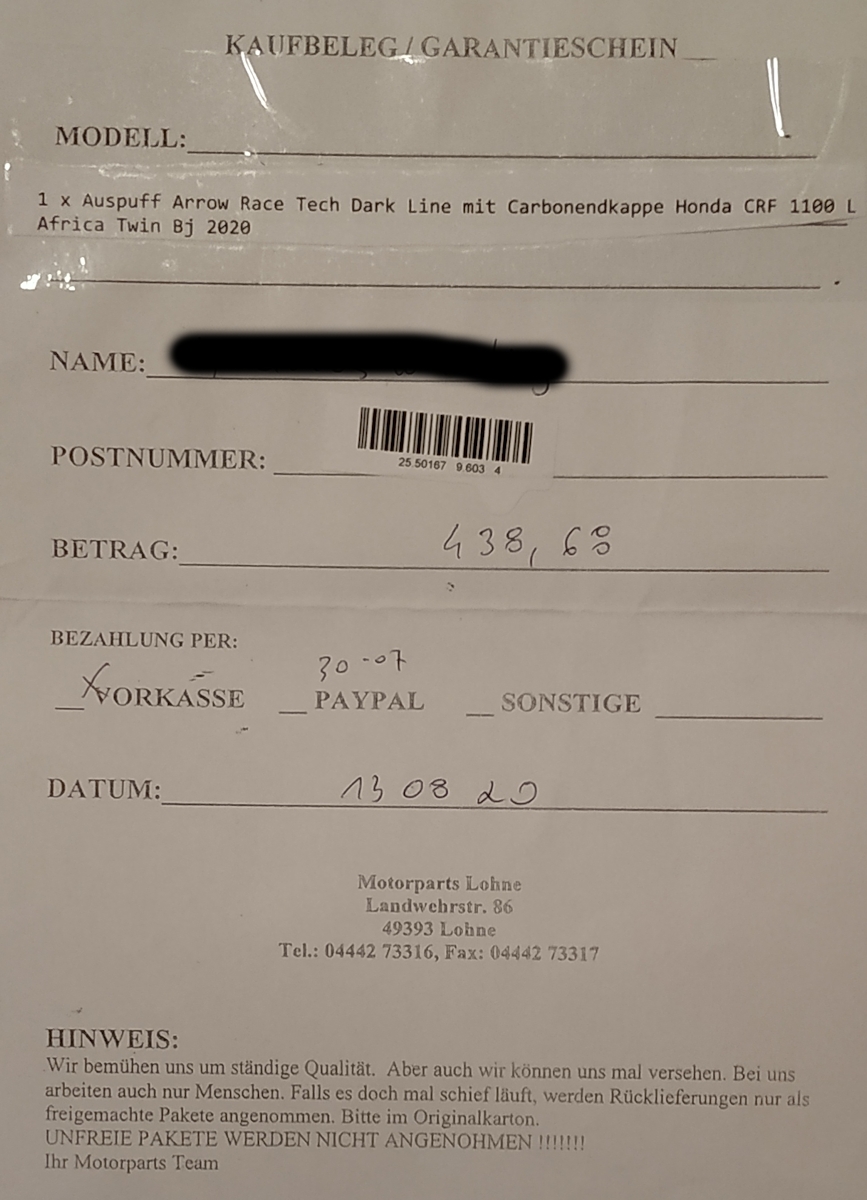 KAUFBELEG / GARANTIESCHEIN __
MODELL:
1 x Auspuff Arrow Race Tech Dark Line mit Carbonendkappe Honda CRF 1100 L
Africa Twin Bj 2020
NAME:
POSTNUMMER:
25 50167 9 603 4
BETRAG: 438,68
BEZAHLUNG PER:
30-07
__X VORKASSE __ PAYPAL __ SONSTIGE
DATUM: 13 08 20
Motorparts Lohne
Landwehrstr. 86
49393 Lohne
Tel.: 04442 73316, Fax: 04442 73317
HINWEIS:
Wir bemühen uns um ständige Qualität. Aber auch wir können uns mal versehen. Bei uns
arbeiten auch nur Menschen. Falls es doch mal schief läuft, werden Rücklieferungen nur als
freigemachte Pakete angenommen. Bitte im Originalkarton.
UNFREIE PAKETE WERDEN NICHT ANGENOHMEN !!!!!!!
Ihr Motorparts Team